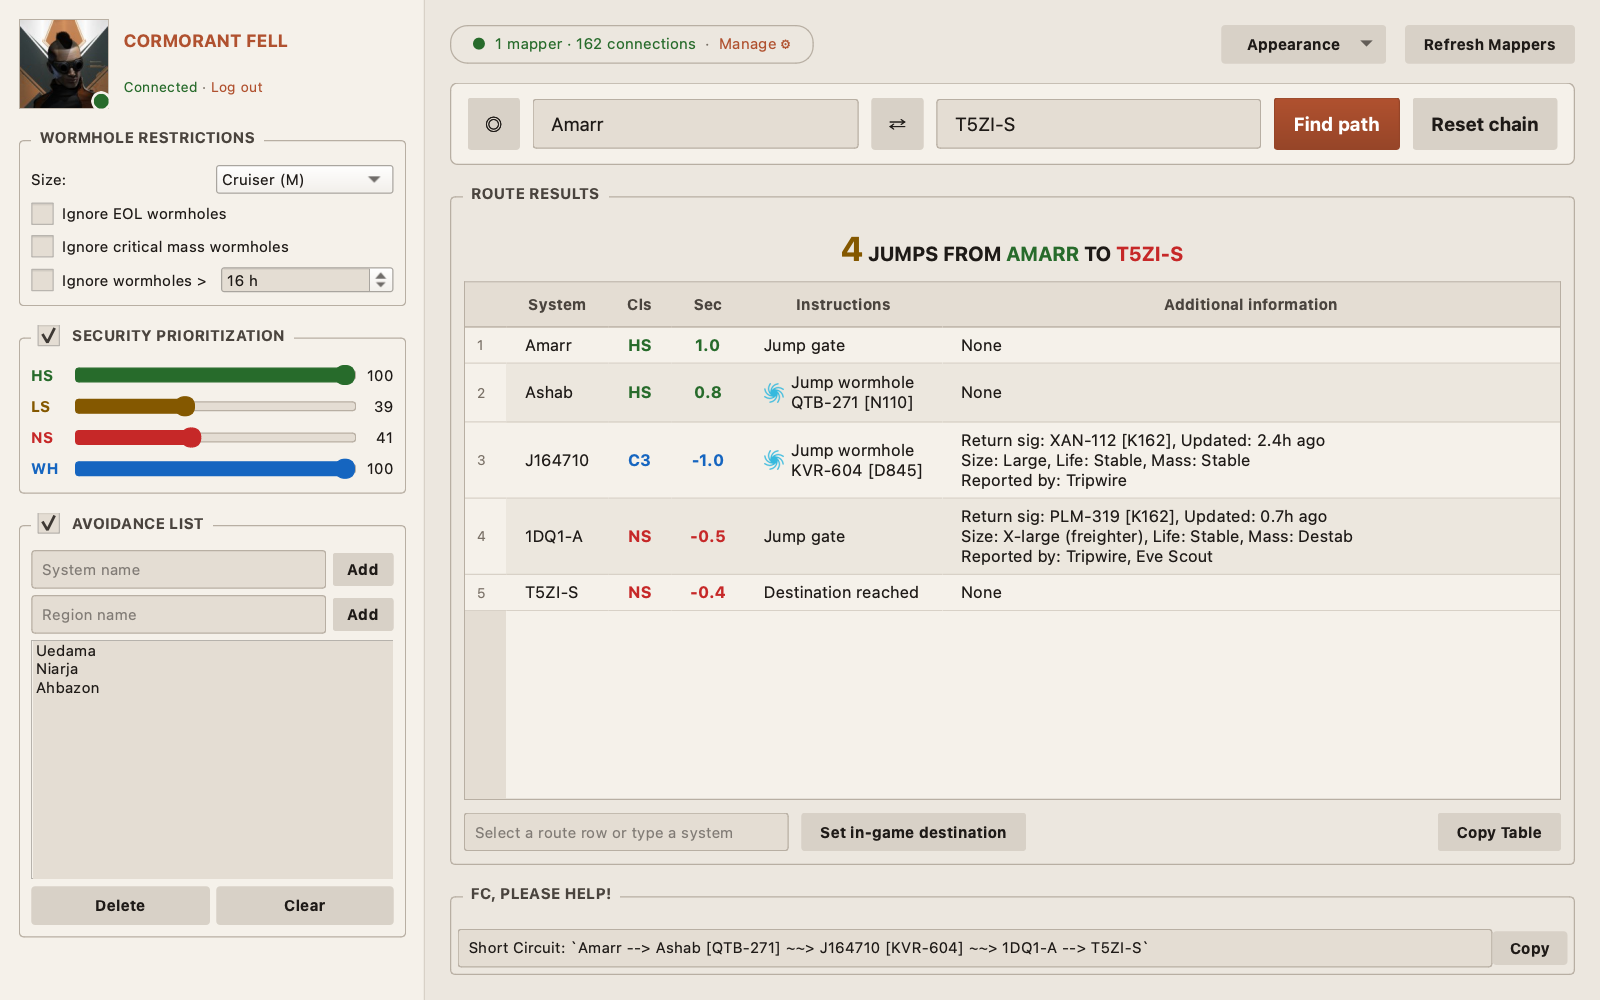 CORMORANT FELL
Connected · Log out
WORMHOLE RESTRICTIONS
Size: Cruiser (M)
Ignore EOL wormholes
Ignore critical mass wormholes
Ignore wormholes > 16 h
SECURITY PRIORITIZATION
HS 100
LS 39
NS 41
WH 100
AVOIDANCE LIST
System name Add
Region name Add
Uedama
Niarja
Ahbazon
Delete Clear
1 mapper · 162 connections · Manage
Appearance Refresh Mappers
Amarr T5ZI-S Find path Reset chain
ROUTE RESULTS
4 JUMPS FROM AMARR TO T5ZI-S
System Cls Sec Instructions Additional information
1 Amarr HS 1.0 Jump gate None
2 Ashab HS 0.8 Jump wormhole
QTB-271 [N110] None
3 J164710 C3 -1.0 Jump wormhole
KVR-604 [D845]
Return sig: XAN-112 [K162], Updated: 2.4h ago
Size: Large, Life: Stable, Mass: Stable
Reported by: Tripwire
4 1DQ1-A NS -0.5 Jump gate
Return sig: PLM-319 [K162], Updated: 0.7h ago
Size: X-large (freighter), Life: Stable, Mass: Destab
Reported by: Tripwire, Eve Scout
5 T5ZI-S NS -0.4 Destination reached None
Select a route row or type a system Set in-game destination Copy Table
FC, PLEASE HELP!
Short Circuit: `Amarr --> Ashab [QTB-271] ~~> J164710 [KVR-604] ~~> 1DQ1-A --> T5ZI-S` Copy